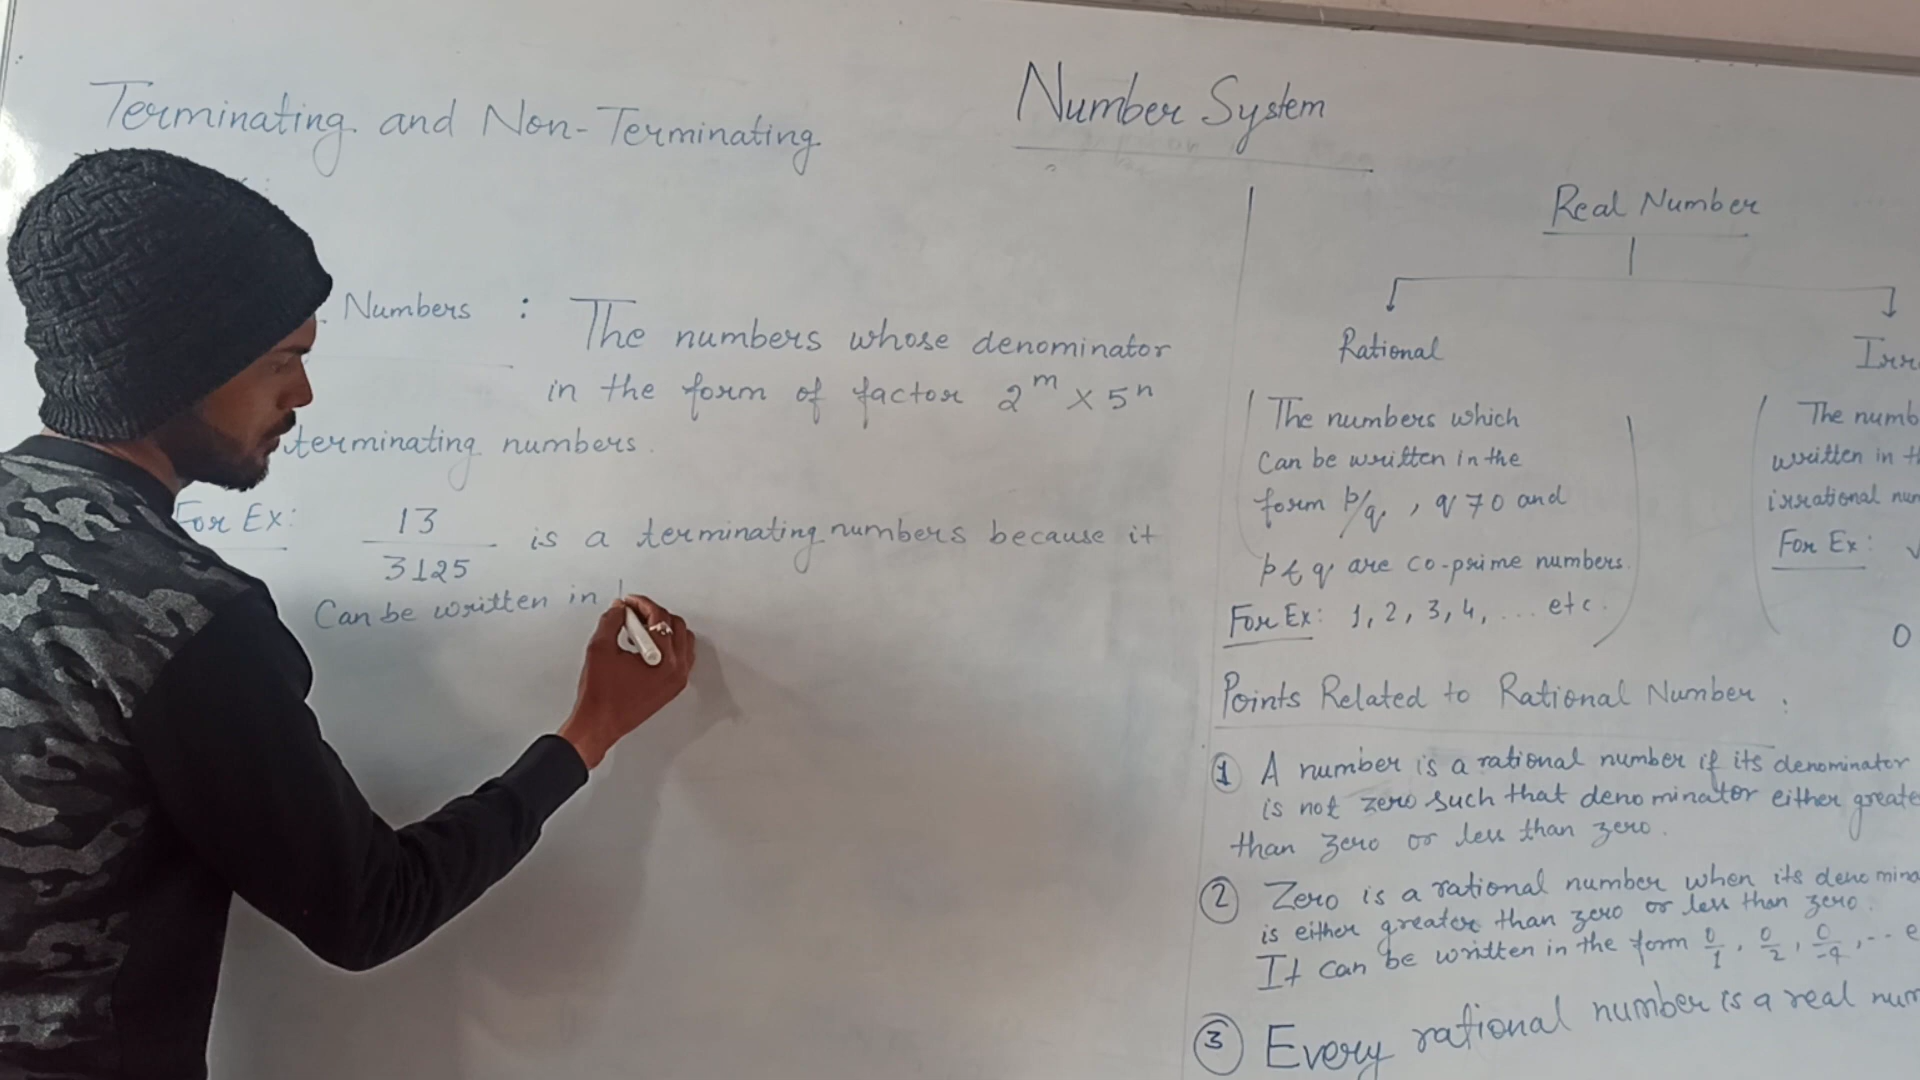 Terminating and Non-Terminating
Numbers : The numbers whose denominator
in the form of factor 2^m × 5^n
terminating numbers.
For Ex: 13/3125 is a terminating numbers because it
Can be written in
Number System
Real Number
Rational
The numbers which
Can be written in the
form p/q, q ≠ 0 and
p & q are co-prime numbers.
For Ex: 1, 2, 3, 4, ... etc.
Irr
The numb
written in th
irrational num
For Ex: √
0
Points Related to Rational Number :
① A number is a rational number if its denominator
is not zero such that denominator either greate
than zero or less than zero.
② Zero is a rational number when its denomina
is either greater than zero or less than zero.
It can be written in the form 0/1, 0/2, 0/-9, ... e
③ Every rational number is a real num